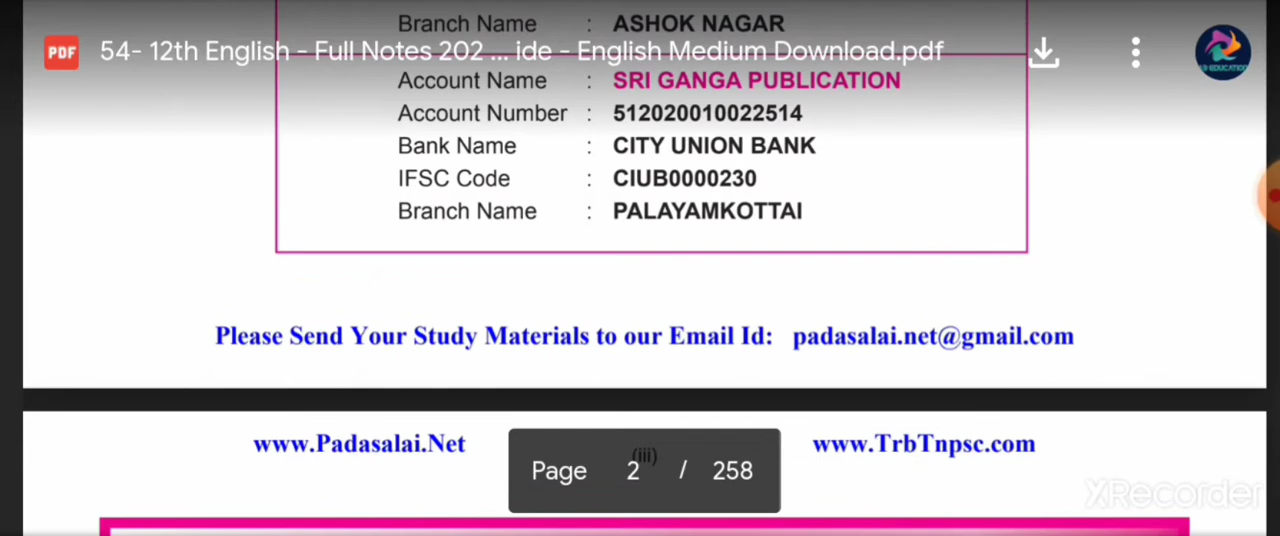 Branch Name : ASHOK NAGAR
54- 12th English - Full Notes 202 ... ide - English Medium Download.pdf
PDF
Account Name : SRI GANGA PUBLICATION
Account Number : 512020010022514
Bank Name : CITY UNION BANK
IFSC Code : CIUB0000230
Branch Name : PALAYAMKOTTAI
Please Send Your Study Materials to our Email Id: padasalai.net@gmail.com
www.Padasalai.Net
(iii)
www.TrbTnpsc.com
Page 2 / 258
XRecorder